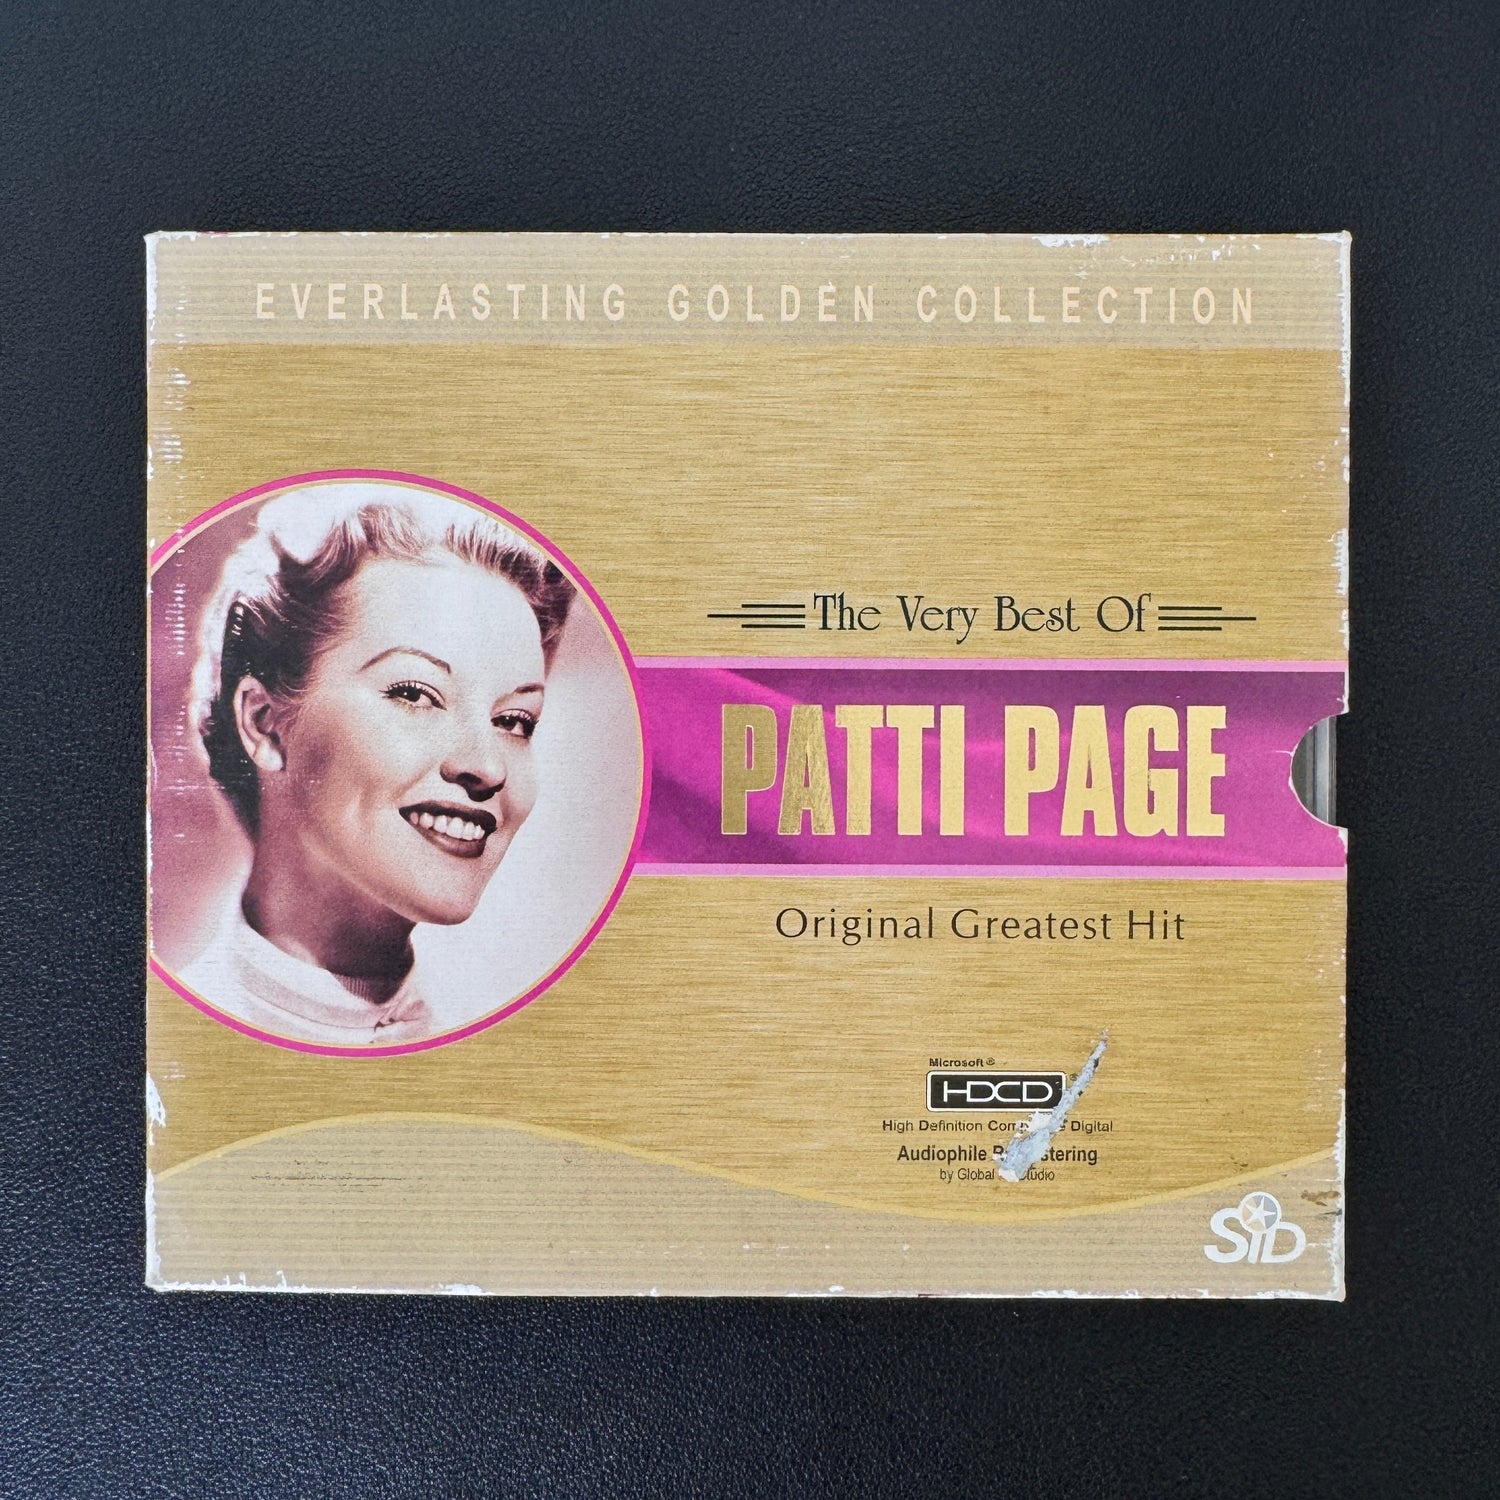 EVERLASTING GOLDEN COLLECTION
The Very Best Of
PATTI PAGE
Original Greatest Hit
Microsoft®
HDCD®
High Definition Digital
Audiophile
by Global
SID